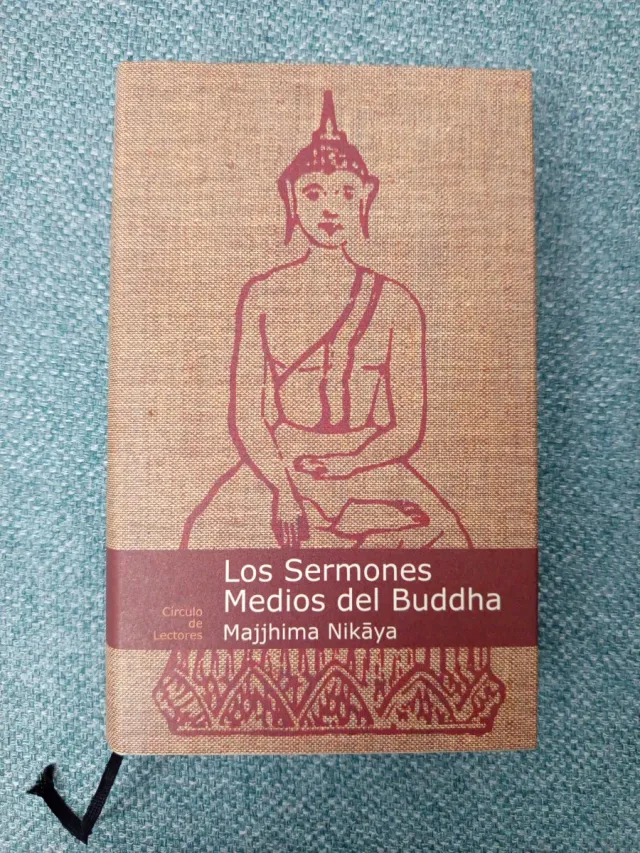 Los Sermones
Medios del Buddha
Majjhima Nikāya
Círculo
de
Lectores